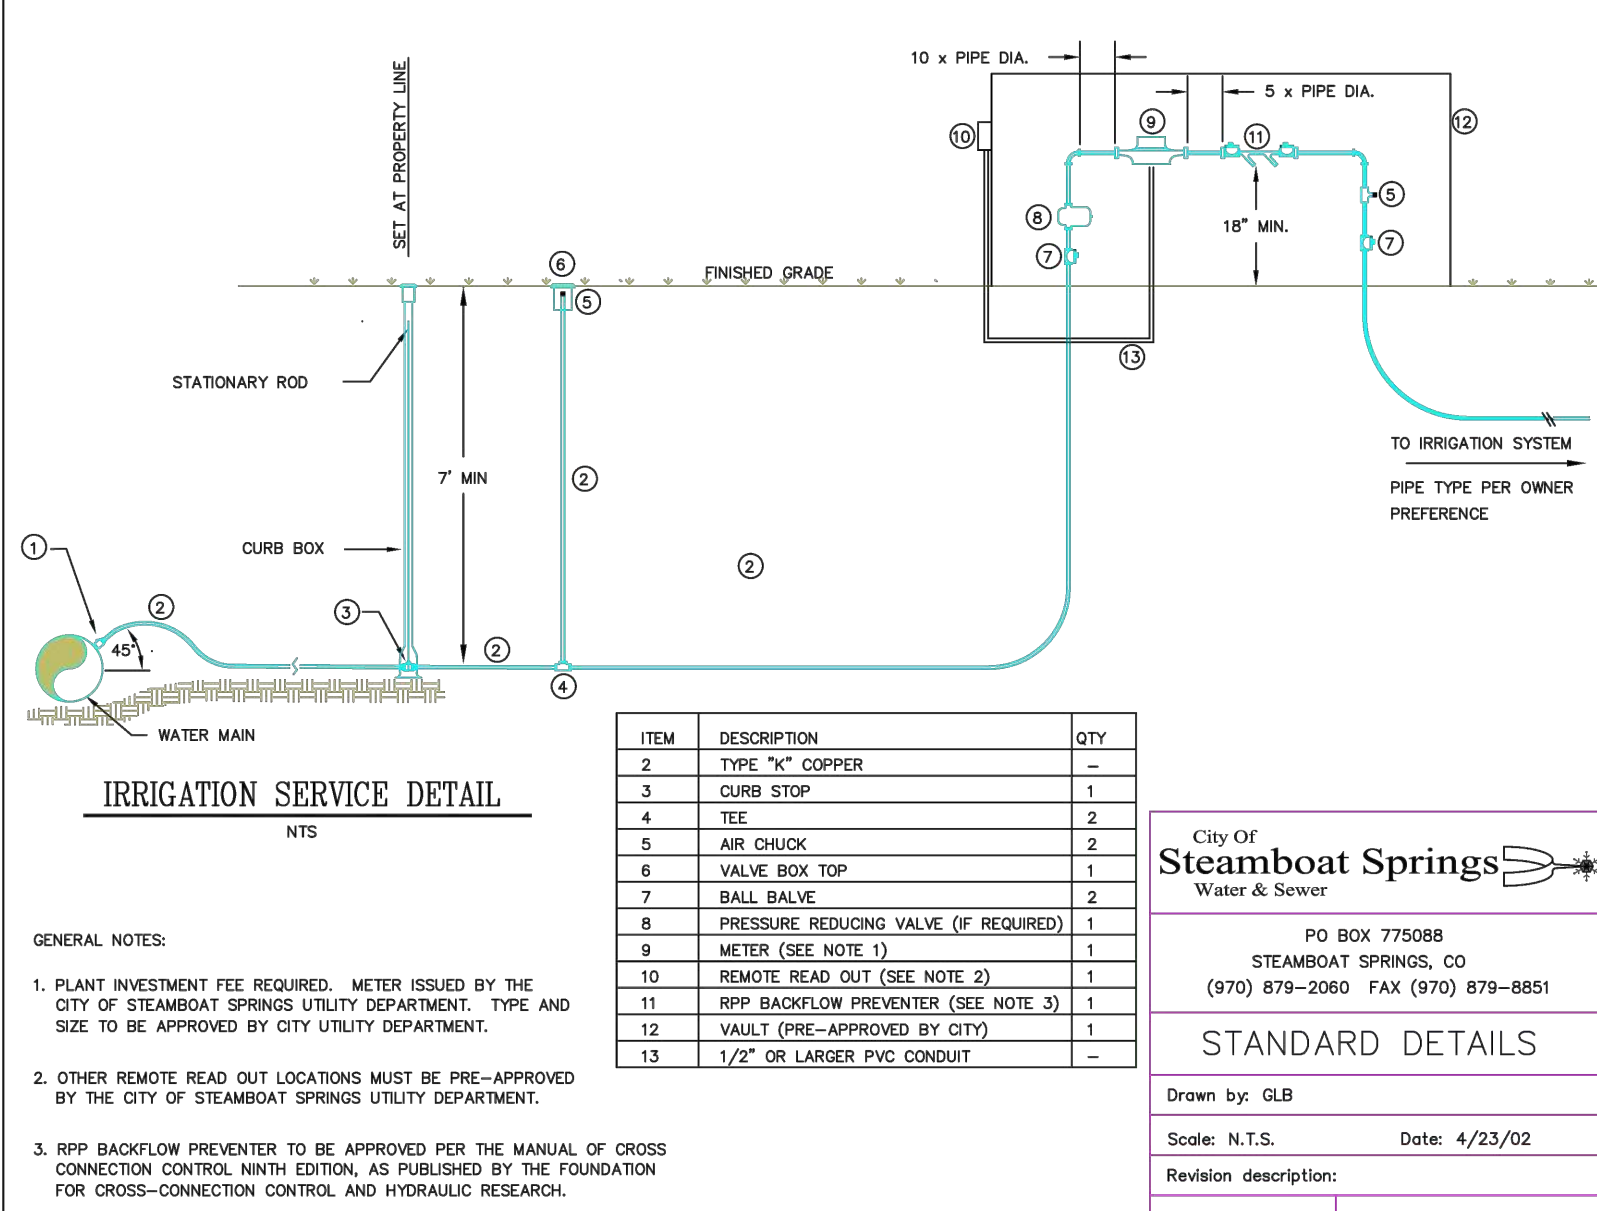 10 x PIPE DIA.
5 x PIPE DIA.
SET AT PROPERTY LINE
10
9
11
12
8
5
18" MIN.
7
7
6
FINISHED GRADE
5
13
STATIONARY ROD
TO IRRIGATION SYSTEM
7' MIN
2
PIPE TYPE PER OWNER
PREFERENCE
1
CURB BOX
2
2
3
45°
2
4
WATER MAIN
IRRIGATION SERVICE DETAIL
NTS
ITEM DESCRIPTION QTY
2 TYPE "K" COPPER –
3 CURB STOP 1
4 TEE 2
5 AIR CHUCK 2
6 VALVE BOX TOP 1
7 BALL BALVE 2
8 PRESSURE REDUCING VALVE (IF REQUIRED) 1
9 METER (SEE NOTE 1) 1
10 REMOTE READ OUT (SEE NOTE 2) 1
11 RPP BACKFLOW PREVENTER (SEE NOTE 3) 1
12 VAULT (PRE-APPROVED BY CITY) 1
13 1/2" OR LARGER PVC CONDUIT –
GENERAL NOTES:
1. PLANT INVESTMENT FEE REQUIRED. METER ISSUED BY THE
CITY OF STEAMBOAT SPRINGS UTILITY DEPARTMENT. TYPE AND
SIZE TO BE APPROVED BY CITY UTILITY DEPARTMENT.
2. OTHER REMOTE READ OUT LOCATIONS MUST BE PRE-APPROVED
BY THE CITY OF STEAMBOAT SPRINGS UTILITY DEPARTMENT.
3. RPP BACKFLOW PREVENTER TO BE APPROVED PER THE MANUAL OF CROSS
CONNECTION CONTROL NINTH EDITION, AS PUBLISHED BY THE FOUNDATION
FOR CROSS-CONNECTION CONTROL AND HYDRAULIC RESEARCH.
City Of
Steamboat Springs
Water & Sewer
PO BOX 775088
STEAMBOAT SPRINGS, CO
(970) 879-2060 FAX (970) 879-8851
STANDARD DETAILS
Drawn by: GLB
Scale: N.T.S. Date: 4/23/02
Revision description: